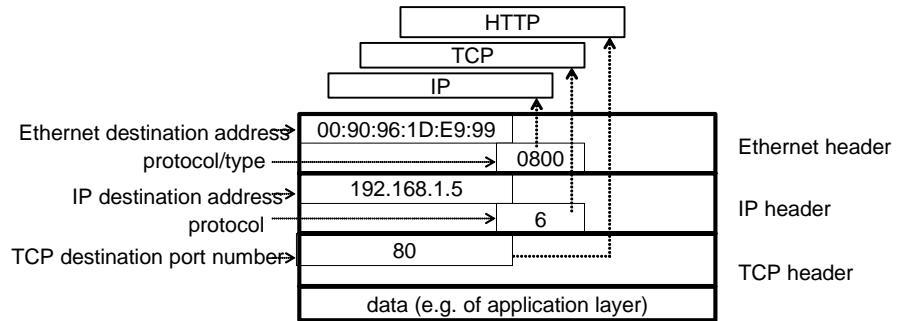 HTTP
TCP
IP
Ethernet destination address
00:90:96:1D:E9:99
protocol/type
0800
Ethernet header
IP destination address
192.168.1.5
protocol
6
IP header
TCP destination port number
80
TCP header
data (e.g. of application layer)